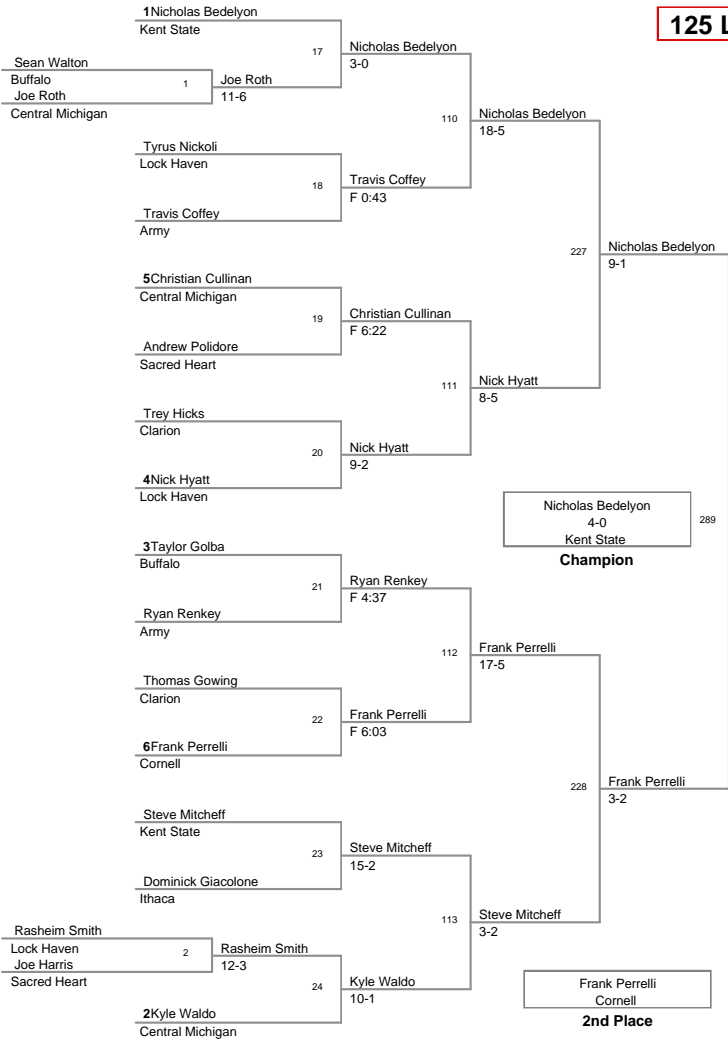 1Nicholas Bedelyon
Kent State
125 L
17
Nicholas Bedelyon
3-0
Sean Walton
Buffalo
1
Joe Roth
Joe Roth
11-6
Central Michigan
110
Nicholas Bedelyon
18-5
Tyrus Nickoli
Lock Haven
18
Travis Coffey
F 0:43
Travis Coffey
Army
227
Nicholas Bedelyon
9-1
5Christian Cullinan
Central Michigan
19
Christian Cullinan
F 6:22
Andrew Polidore
Sacred Heart
111
Nick Hyatt
8-5
Trey Hicks
Clarion
20
Nick Hyatt
9-2
4Nick Hyatt
Lock Haven
Nicholas Bedelyon
4-0
Kent State
289
Champion
3Taylor Golba
Buffalo
21
Ryan Renkey
F 4:37
Ryan Renkey
Army
112
Frank Perrelli
17-5
Thomas Gowing
Clarion
22
Frank Perrelli
F 6:03
6Frank Perrelli
Cornell
228
Frank Perrelli
3-2
Steve Mitcheff
Kent State
23
Steve Mitcheff
15-2
Dominick Giacolone
Ithaca
113
Steve Mitcheff
3-2
Rasheim Smith
Lock Haven
2
Rasheim Smith
Joe Harris
12-3
Sacred Heart
24
Kyle Waldo
10-1
2Kyle Waldo
Central Michigan
Frank Perrelli
Cornell
2nd Place